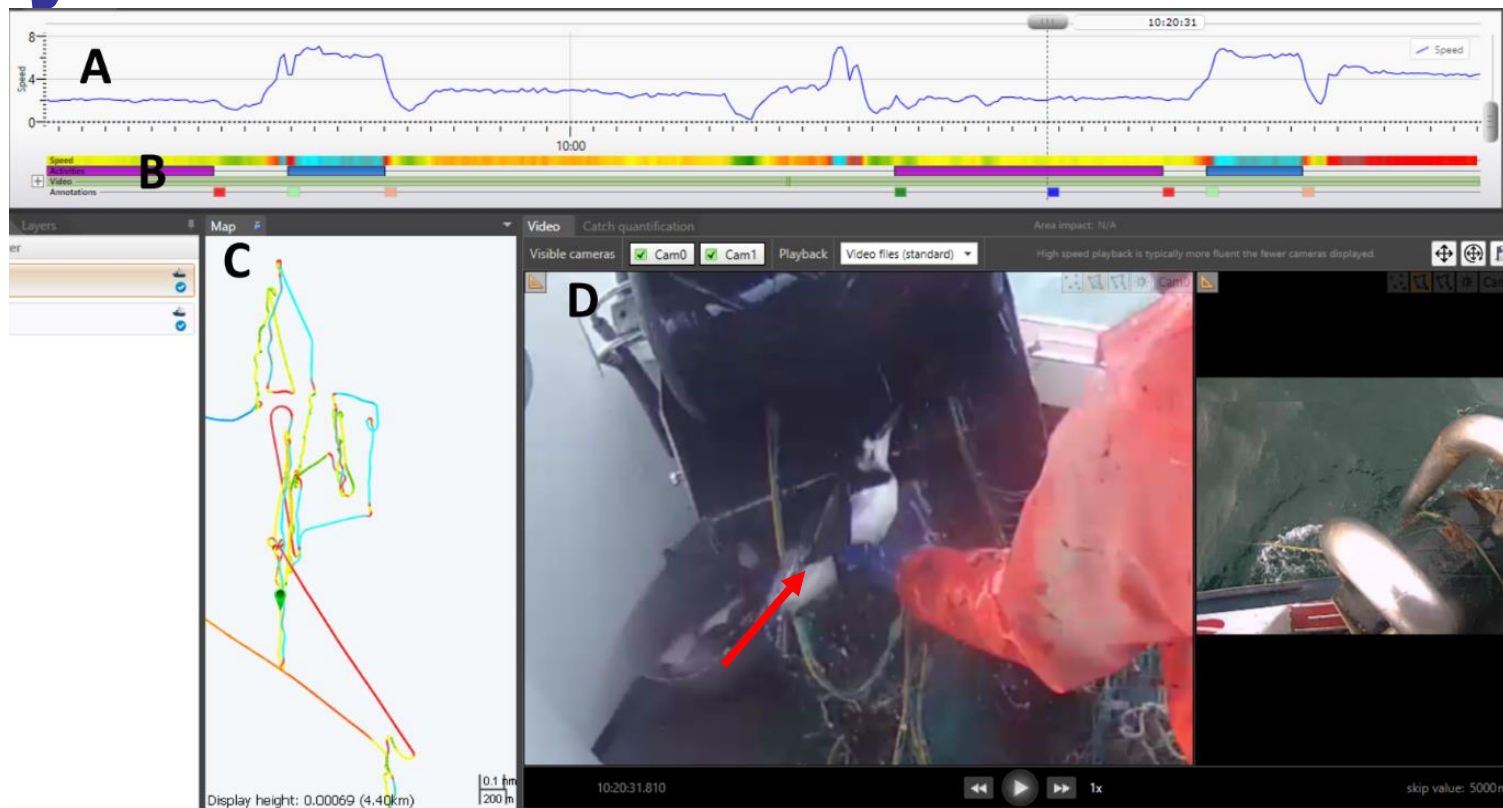 10:20:31
8
A
Speed
Speed
4
0
10:00
Speed
Activities
B
Video
Annotations
Layers
Map
Video
Catch quantification
Area impact: N/A
er
C
Visible cameras
Cam0
Cam1
Playback
Video files (standard)
High speed playback is typically more fluent the fewer cameras displayed.
D
Cam0
Cam
0.1 nm
200 m
Display height: 0.00069 (4.40km)
10:20:31.810
1x
skip value: 5000